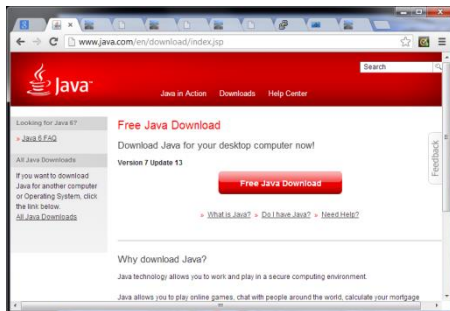 www.java.com/en/download/index.jsp
Search
Java™
Java in Action Downloads Help Center
Looking for Java 6?
» Java 6 FAQ
All Java Downloads
If you want to download
Java for another computer
or Operating System, click
the link below.
All Java Downloads
Free Java Download
Download Java for your desktop computer now!
Version 7 Update 13
Free Java Download
» What is Java? » Do I have Java? » Need Help?
Why download Java?
Java technology allows you to work and play in a secure computing environment.
Java allows you to play online games, chat with people around the world, calculate your mortgage
Feedback